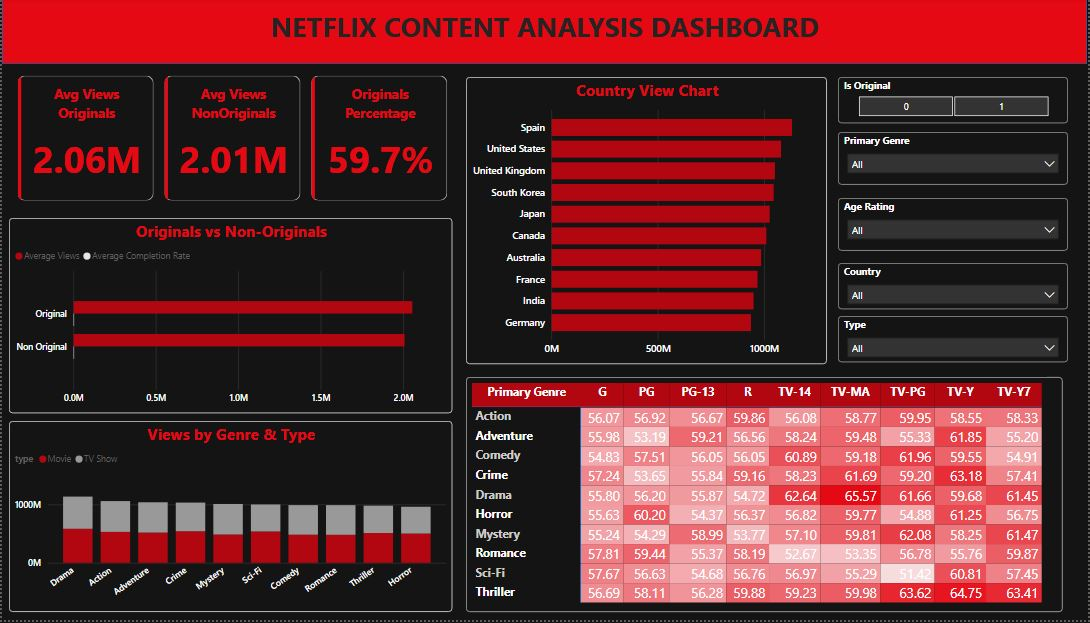 NETFLIX CONTENT ANALYSIS DASHBOARD
Avg Views
Originals
2.06M
Avg Views
NonOriginals
2.01M
Originals
Percentage
59.7%
Originals vs Non-Originals
Average Views Average Completion Rate
Original
Non Original
0.0M 0.5M 1.0M 1.5M 2.0M
Views by Genre & Type
type Movie TV Show
1000M
0M
Drama Action Adventure Crime Mystery Sci-Fi Comedy Romance Thriller Horror
Country View Chart
Spain
United States
United Kingdom
South Korea
Japan
Canada
Australia
France
India
Germany
0M 500M 1000M
Is Original
0 1
Primary Genre
All
Age Rating
All
Country
All
Type
All
Primary Genre G PG PG-13 R TV-14 TV-MA TV-PG TV-Y TV-Y7
Action 56.07 56.92 56.67 59.86 56.08 58.77 59.95 58.55 58.33
Adventure 55.98 53.19 59.21 56.56 58.24 59.48 55.33 61.85 55.20
Comedy 54.83 57.51 56.05 56.05 60.89 59.18 61.96 59.55 54.91
Crime 57.24 53.65 55.84 59.16 58.23 61.69 59.20 63.18 57.41
Drama 55.80 56.20 55.87 54.72 62.64 65.57 61.66 59.68 61.45
Horror 55.63 60.20 54.37 56.37 56.82 59.77 54.88 61.25 56.75
Mystery 55.24 54.29 58.99 53.77 57.10 59.81 62.08 58.25 61.47
Romance 57.81 59.44 55.37 58.19 52.67 53.35 56.78 55.76 59.87
Sci-Fi 57.67 56.63 54.68 56.76 56.97 55.29 51.42 60.81 57.45
Thriller 56.69 58.11 56.28 59.88 59.23 59.98 63.62 64.75 63.41